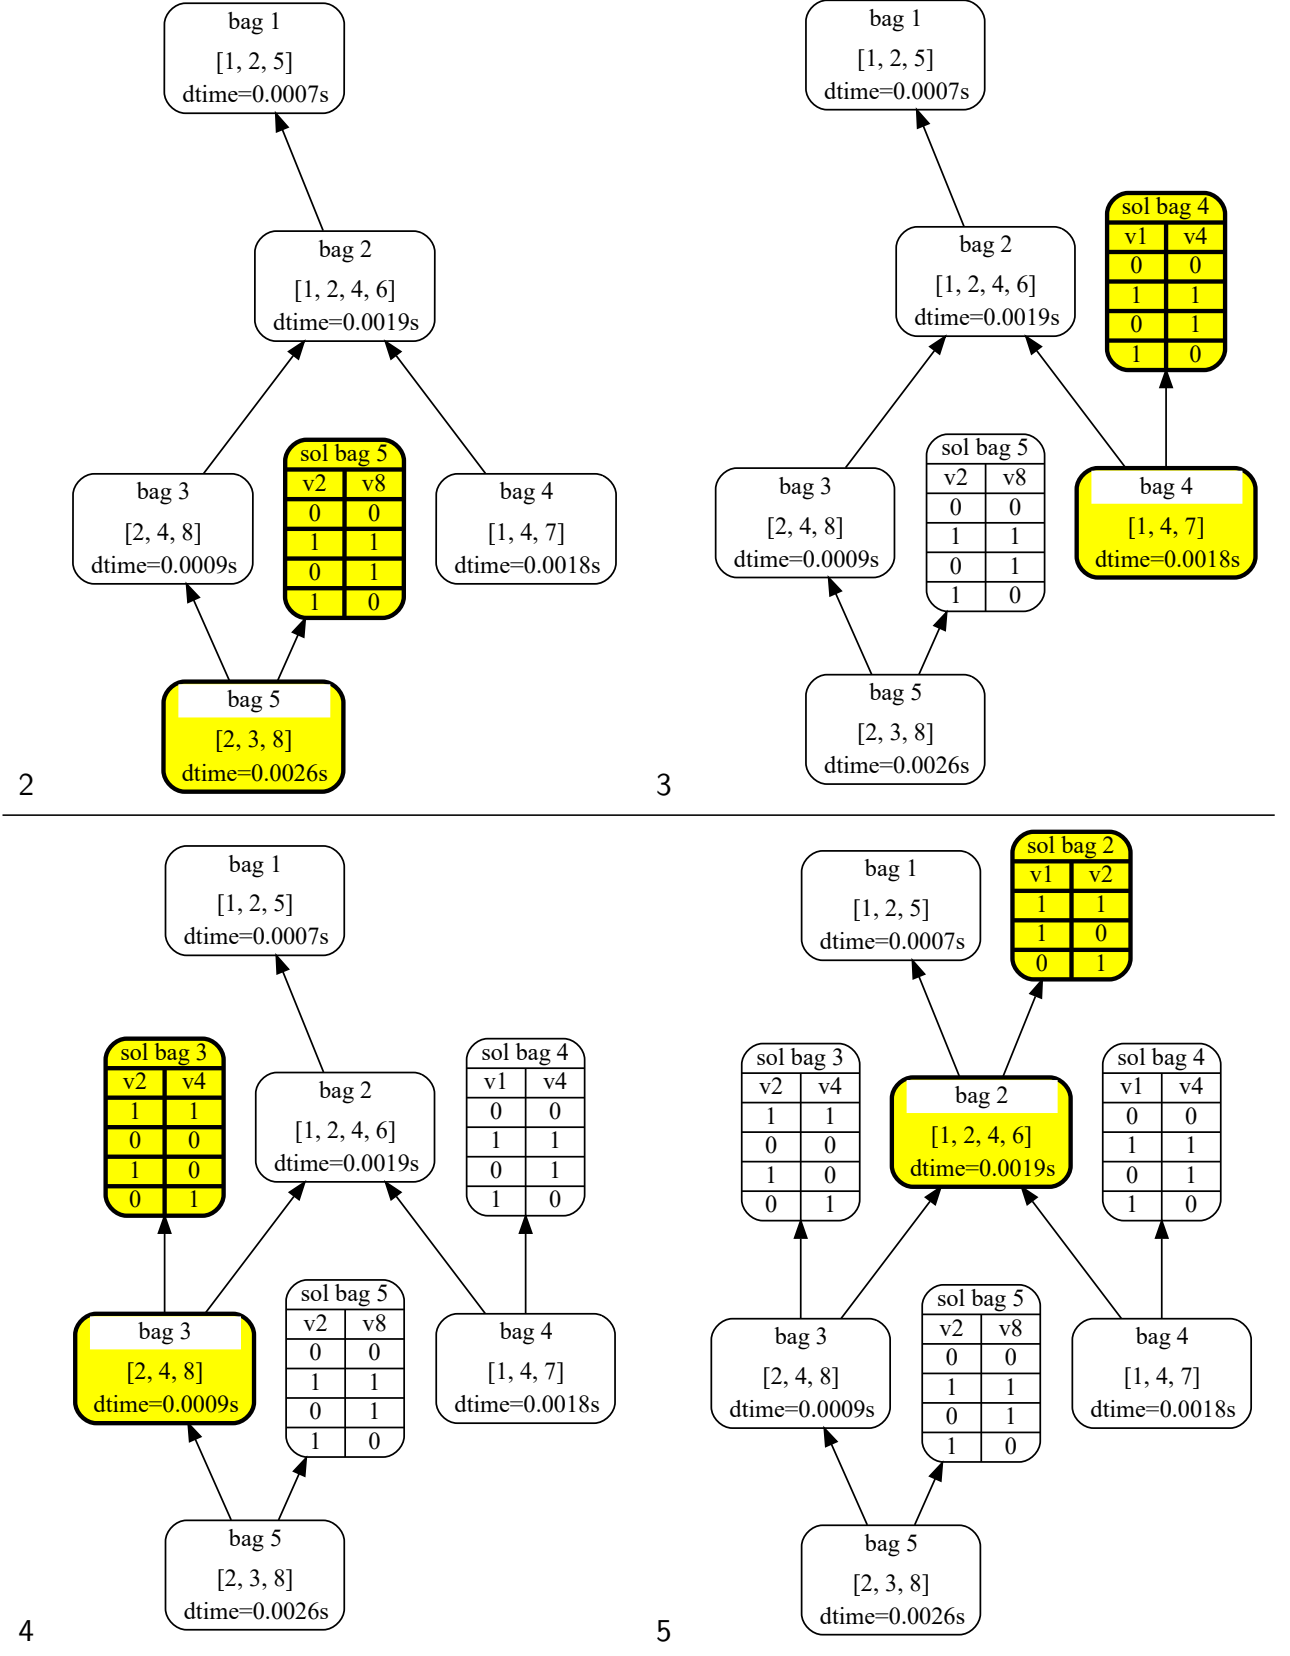 bag 1
[1, 2, 5]
dtime=0.0007s
bag 2
[1, 2, 4, 6]
dtime=0.0019s
sol bag 5
v2 v8
0 0
1 1
0 1
1 0
bag 3
[2, 4, 8]
dtime=0.0009s
bag 4
[1, 4, 7]
dtime=0.0018s
bag 5
[2, 3, 8]
dtime=0.0026s
2
bag 1
[1, 2, 5]
dtime=0.0007s
sol bag 4
v1 v4
0 0
1 1
0 1
1 0
bag 2
[1, 2, 4, 6]
dtime=0.0019s
sol bag 5
v2 v8
0 0
1 1
0 1
1 0
bag 3
[2, 4, 8]
dtime=0.0009s
bag 4
[1, 4, 7]
dtime=0.0018s
bag 5
[2, 3, 8]
dtime=0.0026s
3
bag 1
[1, 2, 5]
dtime=0.0007s
sol bag 3
v2 v4
1 1
0 0
1 0
0 1
bag 2
[1, 2, 4, 6]
dtime=0.0019s
sol bag 4
v1 v4
0 0
1 1
0 1
1 0
bag 3
[2, 4, 8]
dtime=0.0009s
sol bag 5
v2 v8
0 0
1 1
0 1
1 0
bag 4
[1, 4, 7]
dtime=0.0018s
bag 5
[2, 3, 8]
dtime=0.0026s
4
bag 1
[1, 2, 5]
dtime=0.0007s
sol bag 2
v1 v2
1 1
1 0
0 1
sol bag 3
v2 v4
1 1
0 0
1 0
0 1
bag 2
[1, 2, 4, 6]
dtime=0.0019s
sol bag 4
v1 v4
0 0
1 1
0 1
1 0
bag 3
[2, 4, 8]
dtime=0.0009s
sol bag 5
v2 v8
0 0
1 1
0 1
1 0
bag 4
[1, 4, 7]
dtime=0.0018s
bag 5
[2, 3, 8]
dtime=0.0026s
5